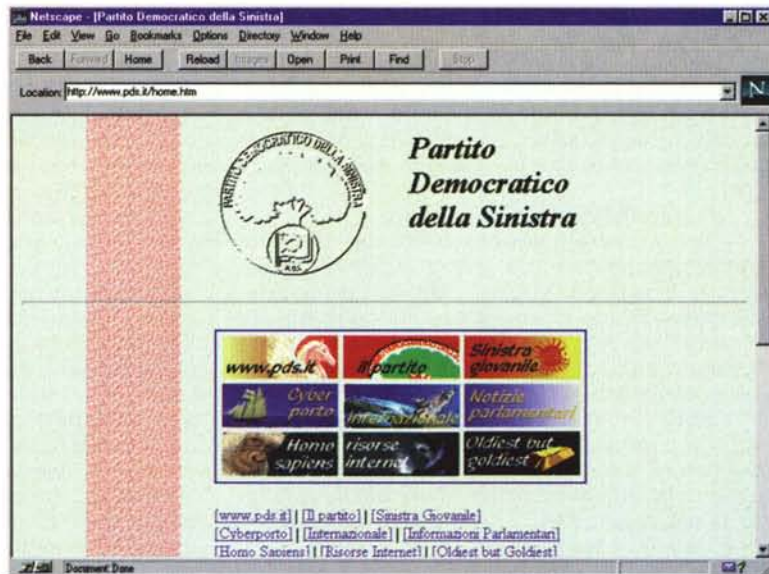 Netscape - [Partito Democratico della Sinistra]
File Edit View Go Bookmarks Options Directory Window Help
Back Forward Home Reload Images Open Print Find Stop
Location: http://www.pds.it/home.htm
N
PARTITO DEMOCRATICO DELLA SINISTRA
P.D.S.
Partito
Democratico
della Sinistra
www.pds.it il partito Sinistra giovanile
Cyber porto internazionale Notizie parlamentari
Homo sapiens risorse internet Oldiest but goldiest
[www.pds.it] | [Il partito] | [Sinistra Giovanile]
[Cyberporto] | [Internazionale] | [Informazioni Parlamentari]
[Homo Sapiens] | [Risorse Internet] | [Oldiest but Goldiest]
Document: Done